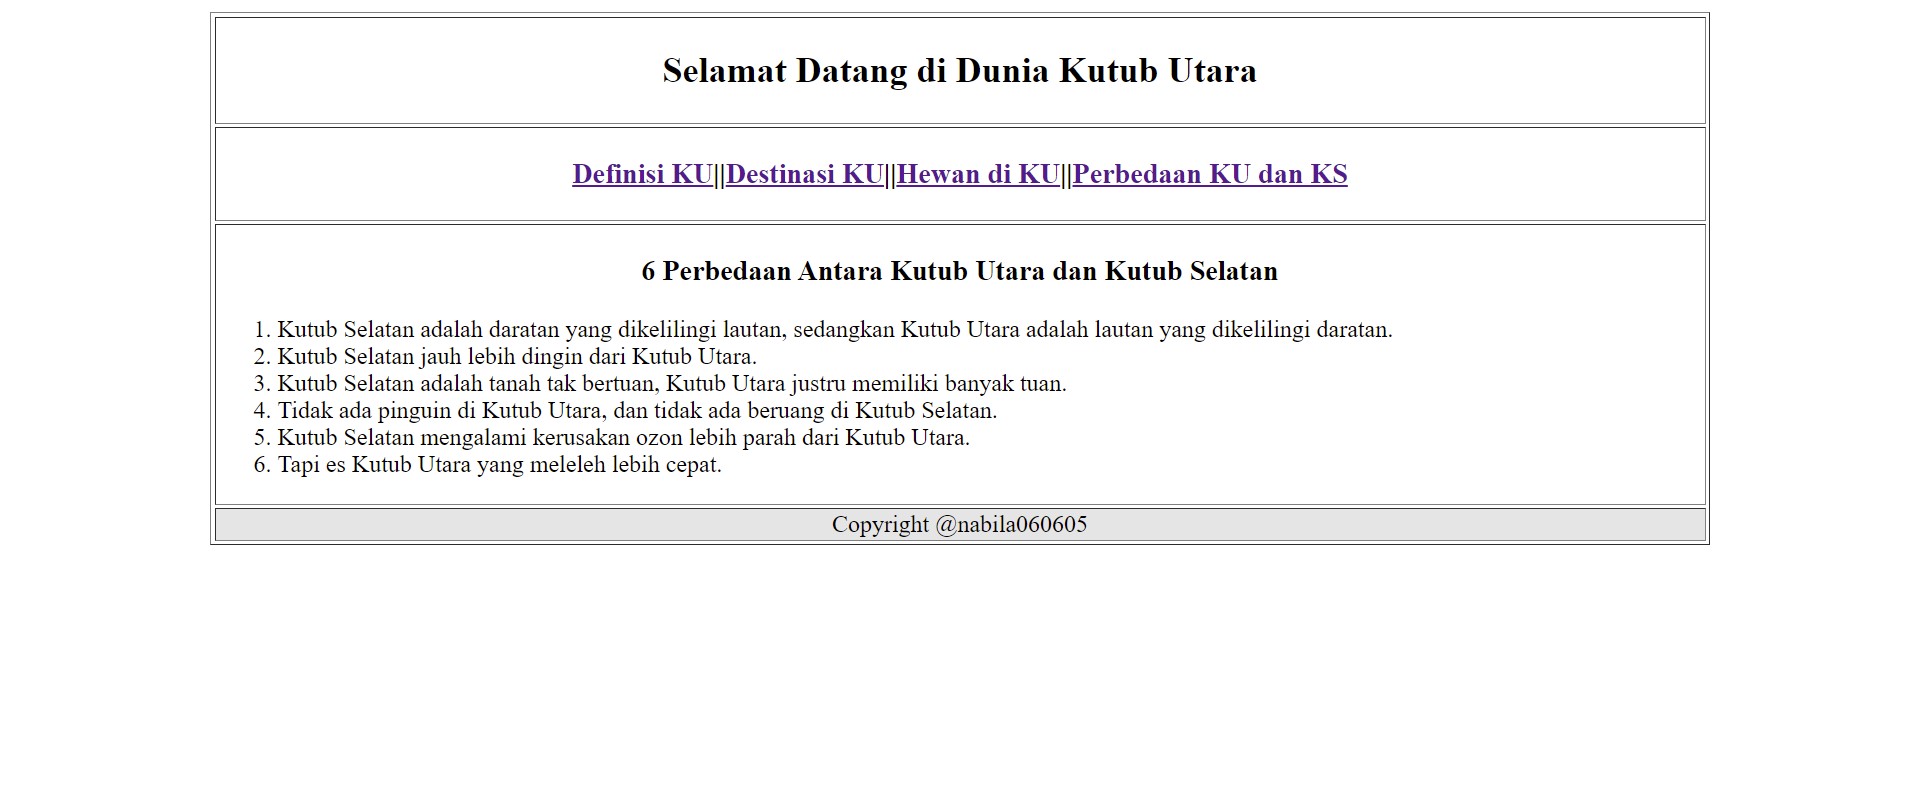 Selamat Datang di Dunia Kutub Utara
Definisi KU||Destinasi KU||Hewan di KU||Perbedaan KU dan KS
6 Perbedaan Antara Kutub Utara dan Kutub Selatan
1. Kutub Selatan adalah daratan yang dikelilingi lautan, sedangkan Kutub Utara adalah lautan yang dikelilingi daratan.
2. Kutub Selatan jauh lebih dingin dari Kutub Utara.
3. Kutub Selatan adalah tanah tak bertuan, Kutub Utara justru memiliki banyak tuan.
4. Tidak ada pinguin di Kutub Utara, dan tidak ada beruang di Kutub Selatan.
5. Kutub Selatan mengalami kerusakan ozon lebih parah dari Kutub Utara.
6. Tapi es Kutub Utara yang meleleh lebih cepat.
Copyright @nabila060605